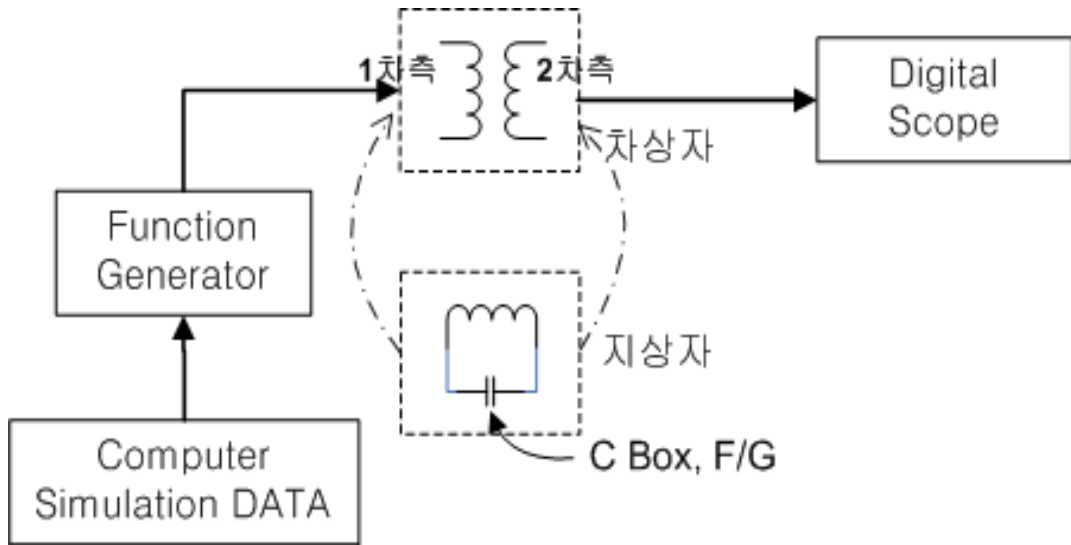 1차측
2차측
Digital
Scope
차상자
Function
Generator
지상자
C Box, F/G
Computer
Simulation DATA